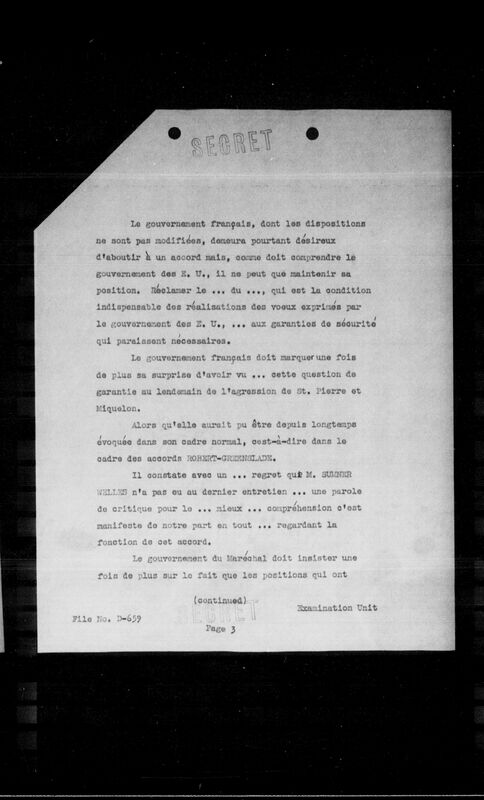 SECRET
Le gouvernement français, dont les dispositions
ne sont pas modifiées, demeura pourtant désireux
d'aboutir à un accord mais, comme doit comprendre le
gouvernement des E. U., il ne peut que maintenir sa
position. Réclamer le ... du ..., qui est la condition
indispensable des réalisations des voeux exprimés par
le gouvernement des E. U., ... aux garanties de sécurité
qui paraissent nécessaires.
Le gouvernement français doit marquer une fois
de plus sa surprise d'avoir vu ... cette question de
garantie au lendemain de l'agression de St. Pierre et
Miquelon.
Alors qu'elle aurait pu être depuis longtemps
évoquée dans son cadre normal, cest-à-dire dans le
cadre des accords ROBERT-GREENSLADE.
Il constate avec un ... regret que M. SUMNER
WELLES n'a pas eu au dernier entretien ... une parole
de critique pour le ... mieux ... compréhension c'est
manifeste de notre part en tout ... regardant la
fonction de cet accord.
Le gouvernement du Maréchal doit insister une
fois de plus sur le fait que les positions qui ont
(continued)
SECRET
Examination Unit
File No. D-659
Page 3